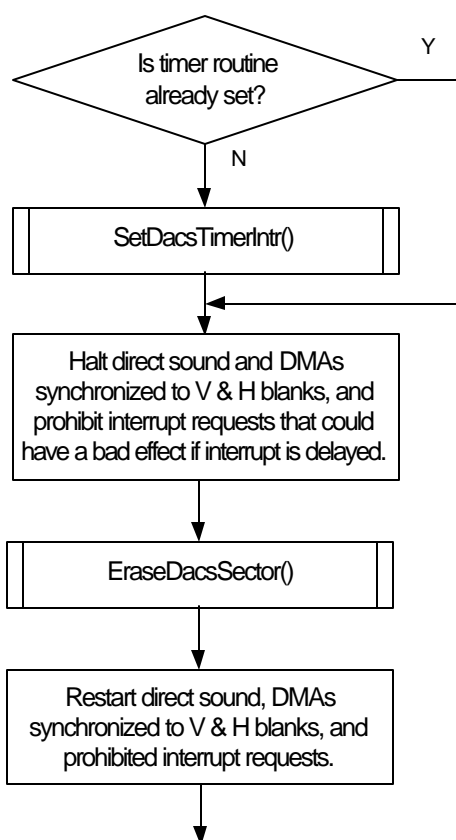 Is timer routine
already set?
Y
N
SetDacsTimerIntr()
Halt direct sound and DMAs
synchronized to V & H blanks, and
prohibit interrupt requests that could
have a bad effect if interrupt is delayed.
EraseDacsSector()
Restart direct sound, DMAs
synchronized to V & H blanks, and
prohibited interrupt requests.